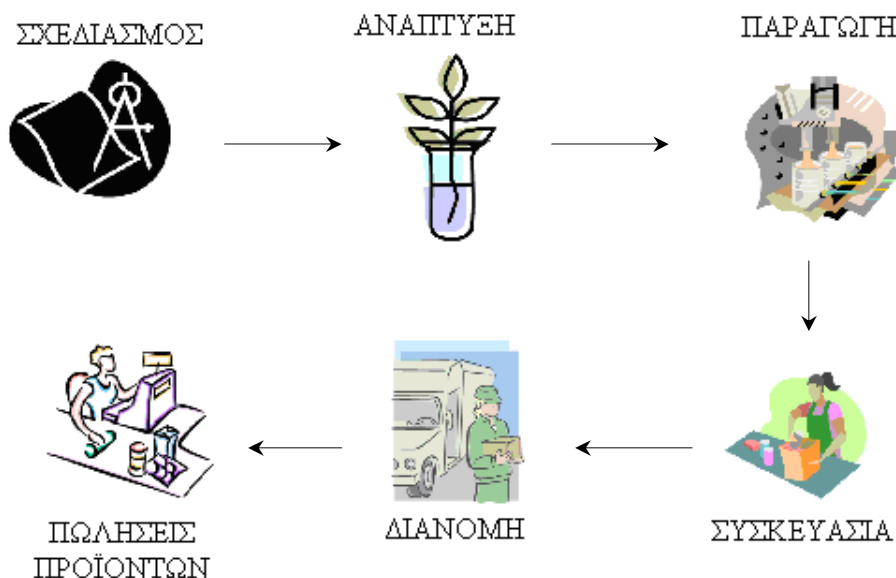 ΣΧΕΔΙΑΣΜΟΣ
ΑΝΑΠΤΥΞΗ
ΠΑΡΑΓΩΓΗ
ΠΩΛΗΣΕΙΣ
ΠΡΟΪΟΝΤΩΝ
ΔΙΑΝΟΜΗ
ΣΥΣΚΕΥΑΣΙΑ